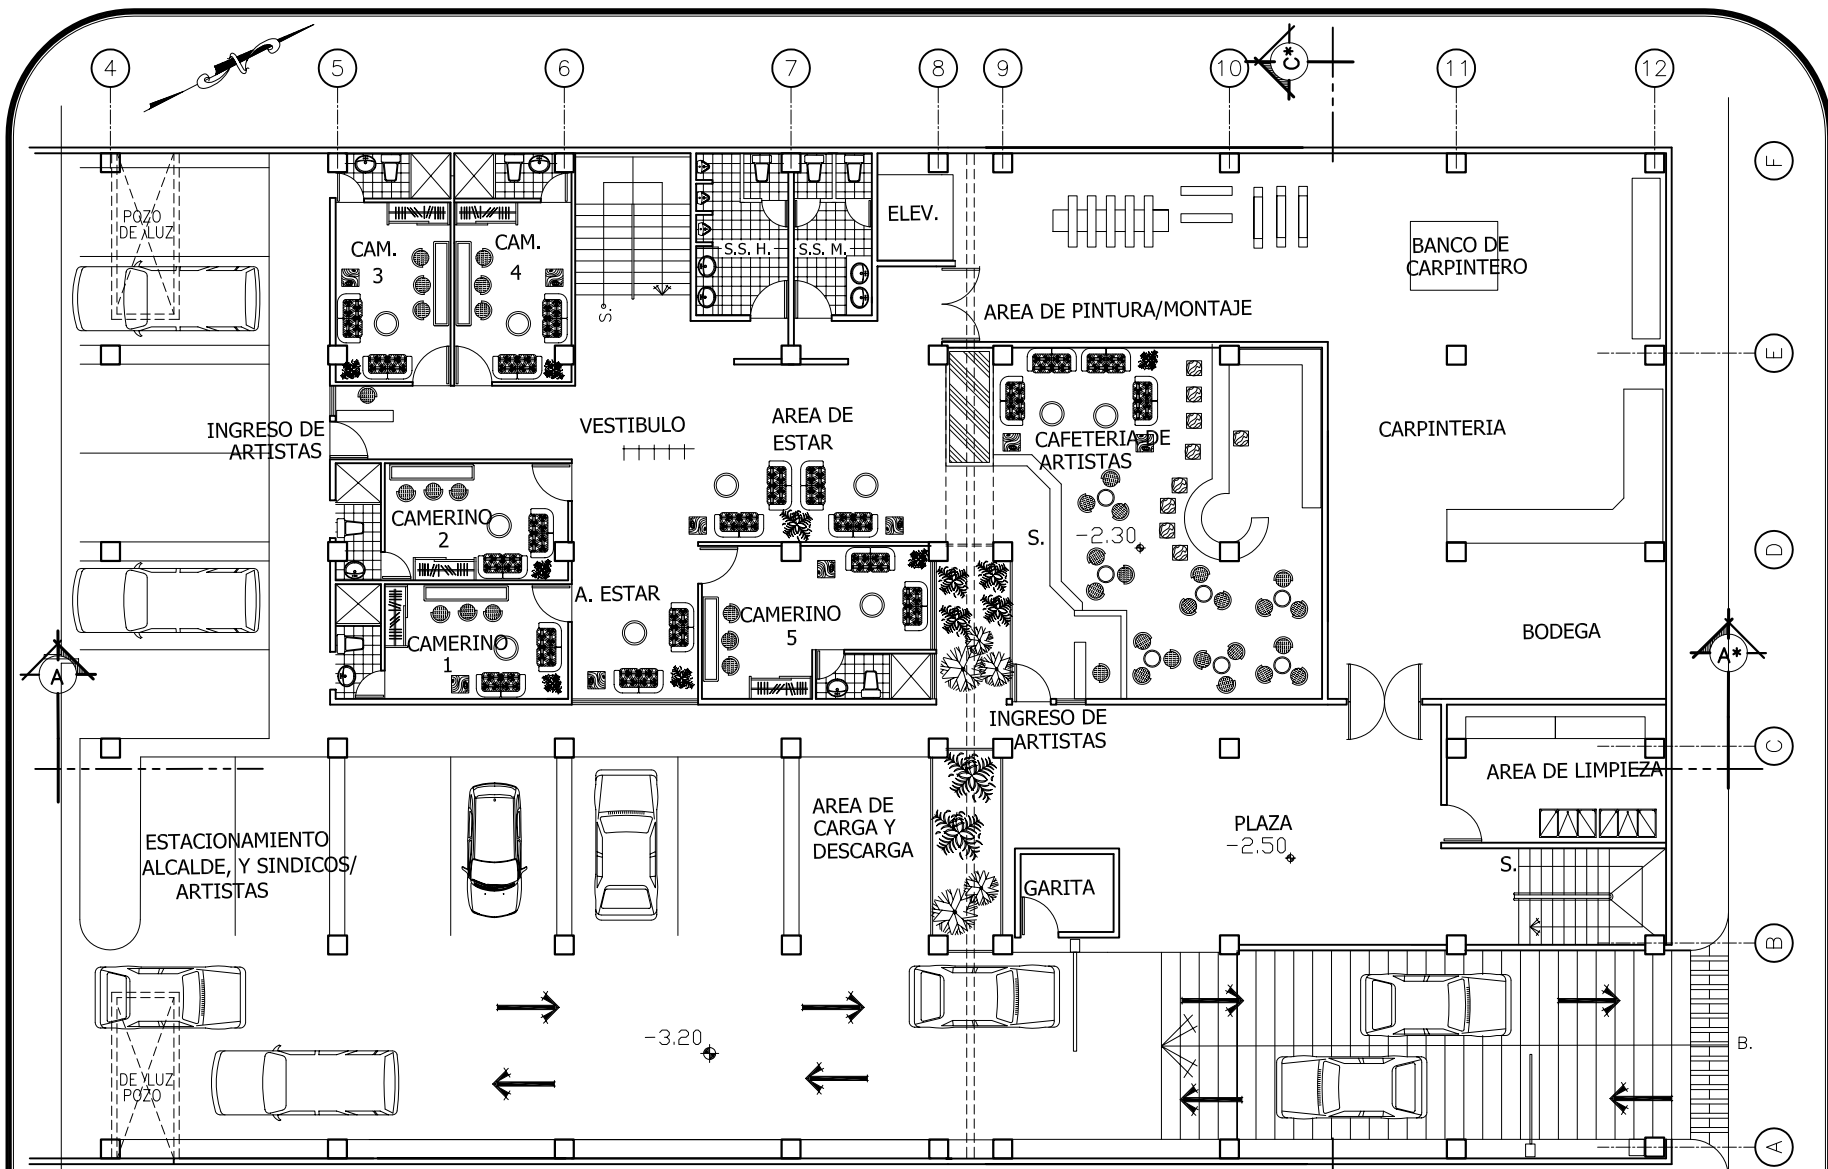 4
5
6
7
8
9
10
C*
11
12
F
POZO
DE LUZ
CAM.
3
CAM.
4
S.
S.S. H.
S.S. M.
ELEV.
BANCO DE
CARPINTERO
AREA DE PINTURA/MONTAJE
E
INGRESO DE
ARTISTAS
VESTIBULO
AREA DE
ESTAR
CAFETERIA DE
ARTISTAS
CARPINTERIA
CAMERINO
2
S.
-2.30
D
A. ESTAR
CAMERINO
1
CAMERINO
5
BODEGA
A
A*
INGRESO DE
ARTISTAS
C
AREA DE LIMPIEZA
ESTACIONAMIENTO
ALCALDE, Y SINDICOS/
ARTISTAS
AREA DE
CARGA Y
DESCARGA
PLAZA
-2.50
S.
GARITA
B
-3.20
B.
DE LUZ
POZO
A